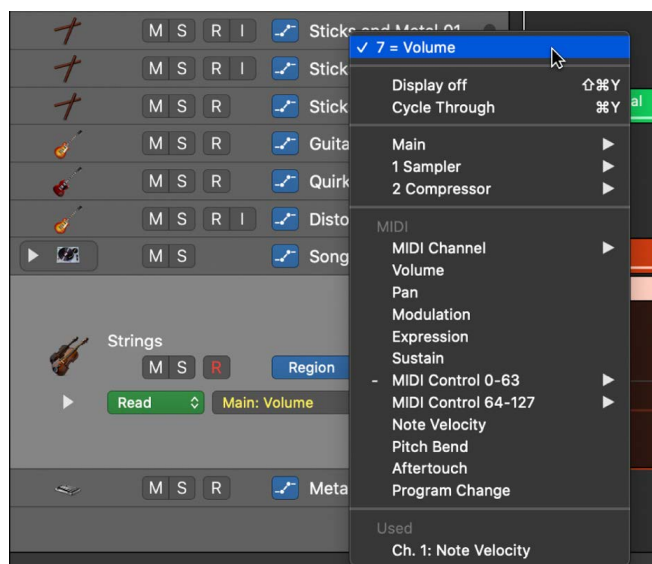 M S R I Sticks and Metal 01
7 = Volume
M S R I Stick
Display off ⇧⌘Y
M S R Stick
Cycle Through ⌘Y
al
M S R Guita
Main
M S R Quirk
1 Sampler
2 Compressor
M S R I Disto
MIDI
M S Song
MIDI Channel
Volume
Pan
Modulation
Strings
Expression
M S R Region
Sustain
- MIDI Control 0-63
Read Main: Volume
MIDI Control 64-127
Note Velocity
Pitch Bend
Aftertouch
M S R Meta
Program Change
Used
Ch. 1: Note Velocity